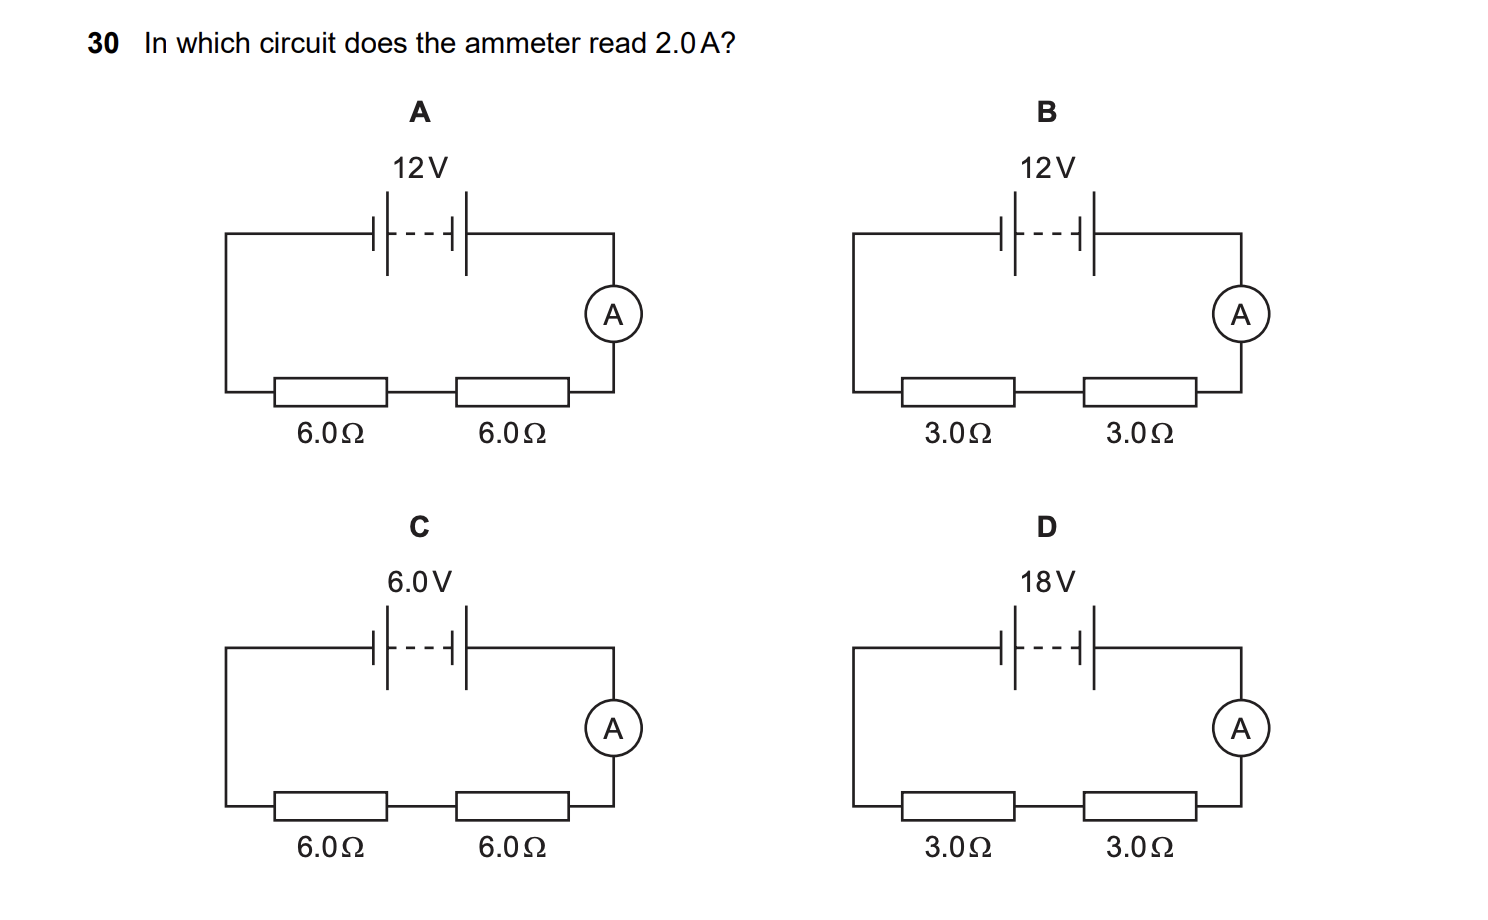 30 In which circuit does the ammeter read 2.0 A?
A
B
12 V
12 V
A
A
6.0 Ω
6.0 Ω
3.0 Ω
3.0 Ω
C
D
6.0 V
18 V
A
A
6.0 Ω
6.0 Ω
3.0 Ω
3.0 Ω